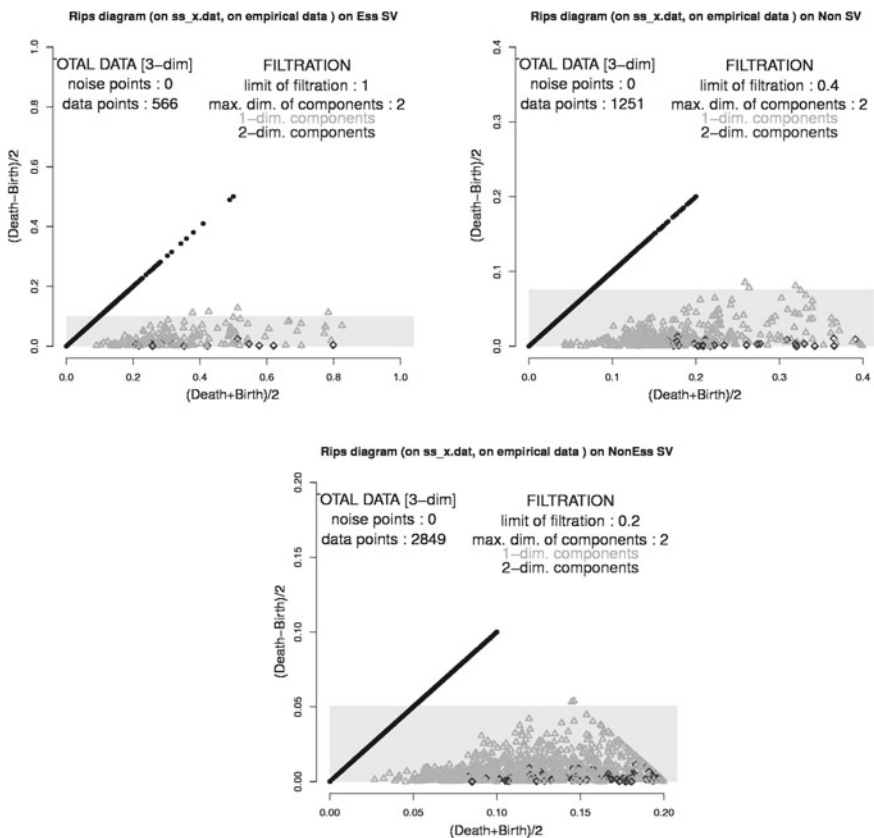 Rips diagram (on ss_x.dat, on empirical data ) on Ess SV
OTAL DATA [3−dim]
noise points : 0
data points : 566
FILTRATION
limit of filtration : 1
max. dim. of components : 2
1−dim. components
2−dim. components
(Death−Birth)/2
0.0 0.2 0.4 0.6 0.8 1.0
0.0 0.2 0.4 0.6 0.8 1.0
(Death+Birth)/2
Rips diagram (on ss_x.dat, on empirical data ) on Non SV
OTAL DATA [3−dim]
noise points : 0
data points : 1251
FILTRATION
limit of filtration : 0.4
max. dim. of components : 2
1−dim. components
2−dim. components
(Death−Birth)/2
0.0 0.1 0.2 0.3 0.4
0.0 0.1 0.2 0.3 0.4
(Death+Birth)/2
Rips diagram (on ss_x.dat, on empirical data ) on NonEss SV
OTAL DATA [3−dim]
noise points : 0
data points : 2849
FILTRATION
limit of filtration : 0.2
max. dim. of components : 2
1−dim. components
2−dim. components
(Death−Birth)/2
0.00 0.05 0.10 0.15 0.20
0.00 0.05 0.10 0.15 0.20
(Death+Birth)/2